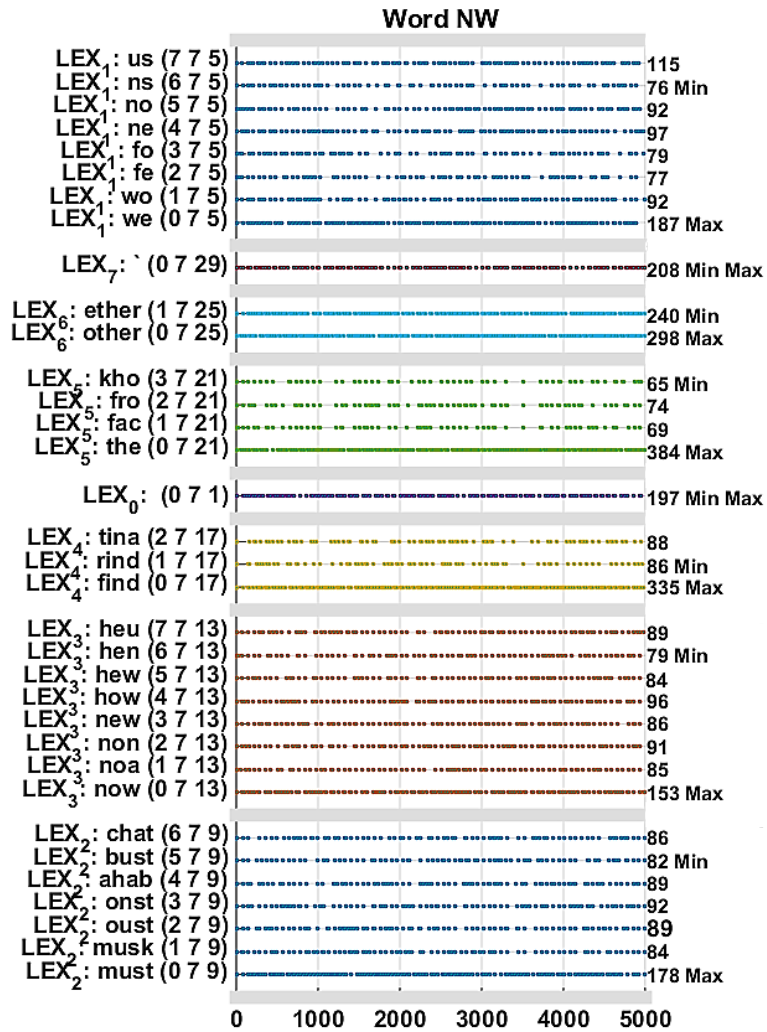 Word NW
LEX1: us (7 7 5) 115
LEX1: ns (6 7 5) 76 Min
LEX1: no (5 7 5) 92
LEX1: ne (4 7 5) 97
LEX1: fo (3 7 5) 79
LEX1: fe (2 7 5) 77
LEX1: wo (1 7 5) 92
LEX1: we (0 7 5) 187 Max
LEX7: ` (0 7 29) 208 Min Max
LEX6: ether (1 7 25) 240 Min
LEX6: other (0 7 25) 298 Max
LEX5: kho (3 7 21) 65 Min
LEX5: fro (2 7 21) 74
LEX5: fac (1 7 21) 69
LEX5: the (0 7 21) 384 Max
LEX0: (0 7 1) 197 Min Max
LEX4: tina (2 7 17) 88
LEX4: rind (1 7 17) 86 Min
LEX4: find (0 7 17) 335 Max
LEX3: heu (7 7 13) 89
LEX3: hen (6 7 13) 79 Min
LEX3: hew (5 7 13) 84
LEX3: how (4 7 13) 96
LEX3: new (3 7 13) 86
LEX3: non (2 7 13) 91
LEX3: noa (1 7 13) 85
LEX3: now (0 7 13) 153 Max
LEX2: chat (6 7 9) 86
LEX2: bust (5 7 9) 82 Min
LEX2: ahab (4 7 9) 89
LEX2: onst (3 7 9) 92
LEX2: oust (2 7 9) 89
LEX2: musk (1 7 9) 84
LEX2: must (0 7 9) 178 Max
0 1000 2000 3000 4000 5000